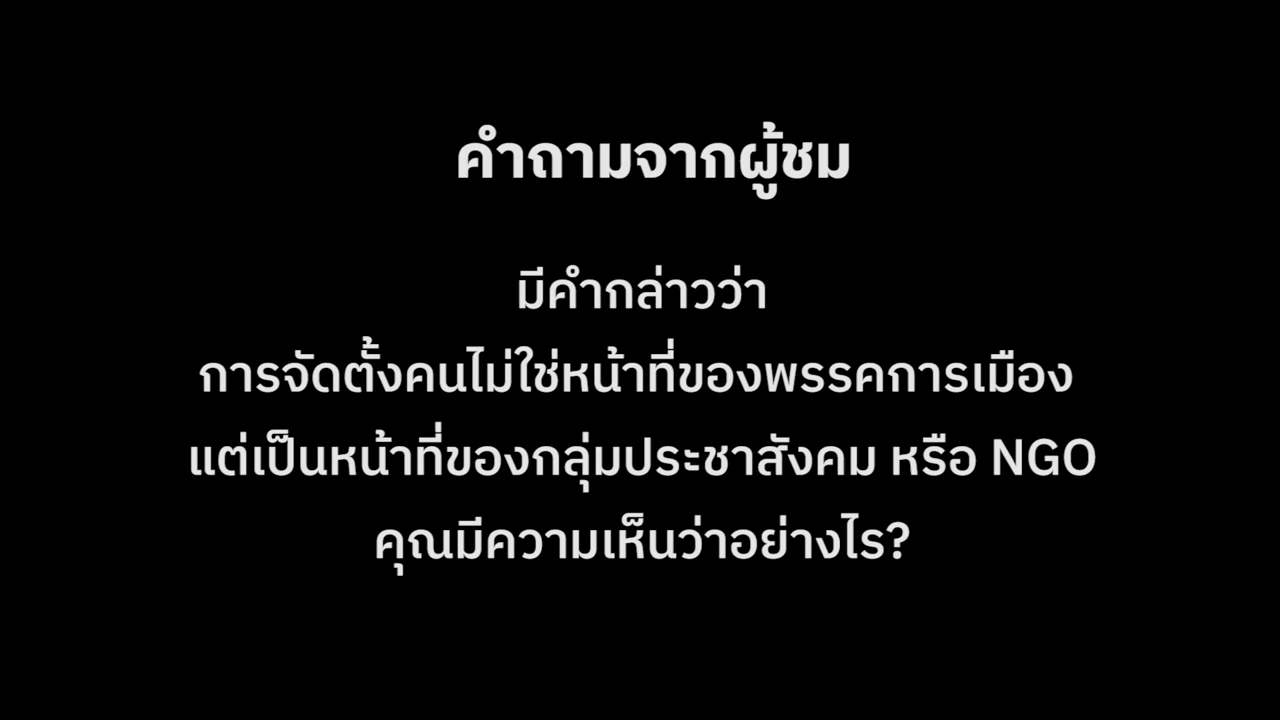 คำถามจากผู้ชม
มีคำกล่าวว่า
การจัดตั้งคนไม่ใช่หน้าที่ของพรรคการเมือง
แต่เป็นหน้าที่ของกลุ่มประชาสังคม หรือ NGO
คุณมีความเห็นว่าอย่างไร?